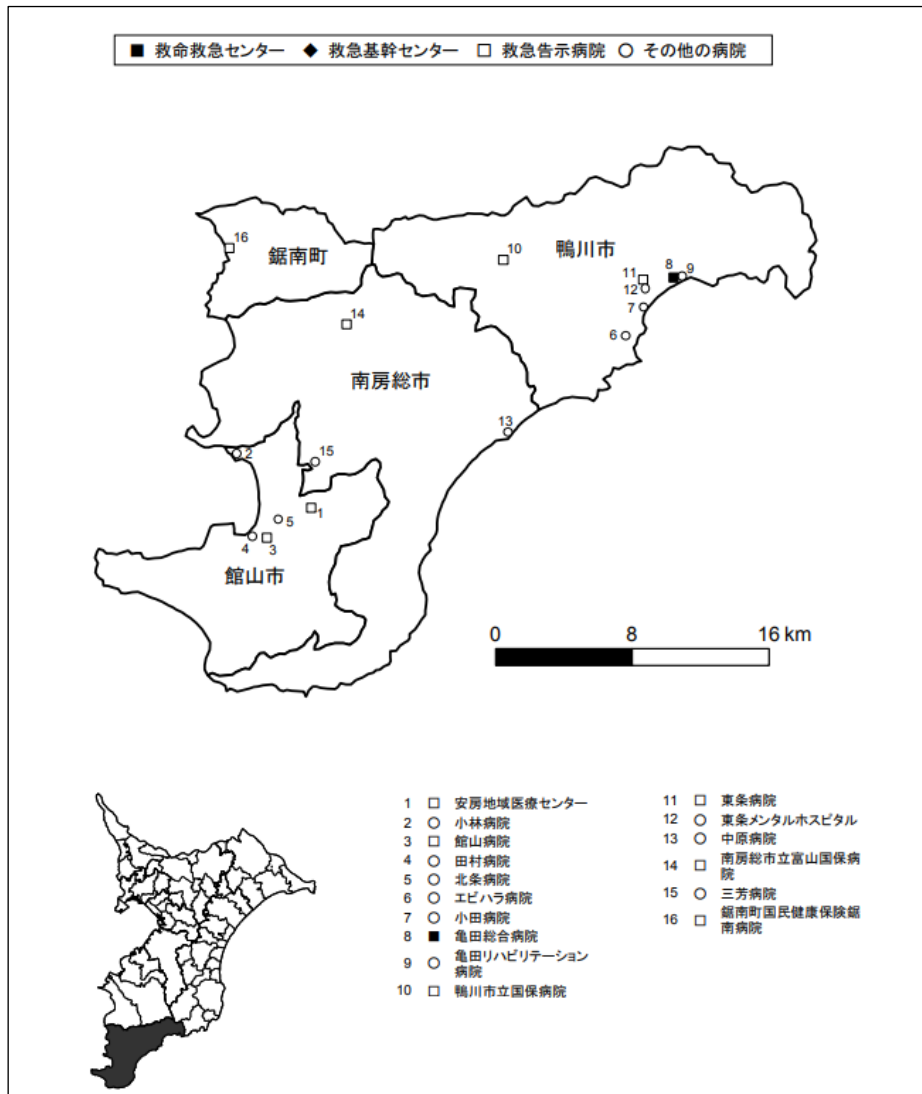 ■ 救命救急センター ◆ 救急基幹センター □ 救急告示病院 ○ その他の病院
16
鋸南町
10
鴨川市
8
9
11
12
7
6
14
南房総市
13
2
15
1
5
4
3
館山市
0 8 16 km
1 □ 安房地域医療センター
2 ○ 小林病院
3 □ 館山病院
4 ○ 田村病院
5 ○ 北条病院
6 ○ エビハラ病院
7 ○ 小田病院
8 ■ 亀田総合病院
9 ○ 亀田リハビリテーション
病院
10 □ 鴨川市立国保病院
11 □ 東条病院
12 ○ 東条メンタルホスピタル
13 ○ 中原病院
14 □ 南房総市立富山国保病
院
15 ○ 三芳病院
16 □ 鋸南町国民健康保険鋸
南病院